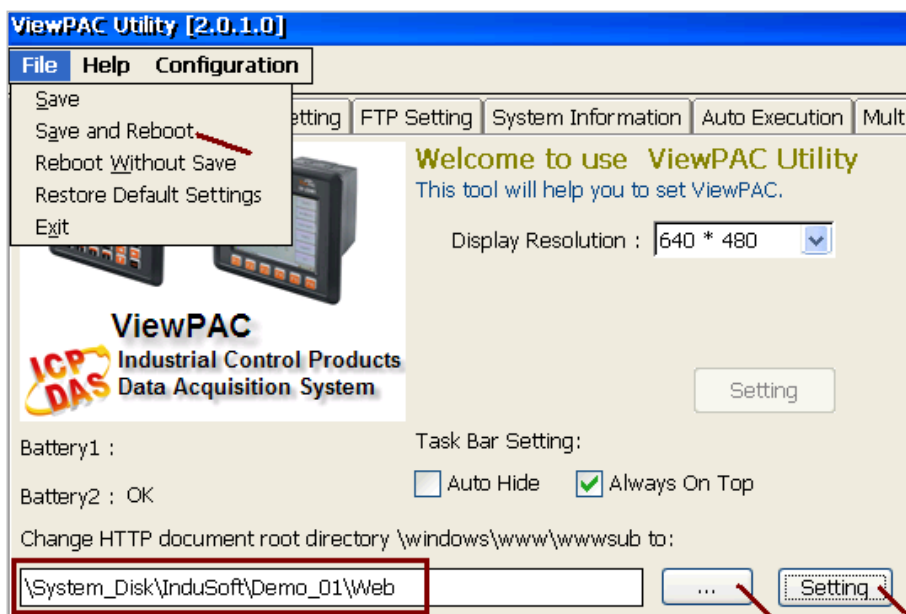 ViewPAC Utility [2.0.1.0]
File Help Configuration
Save
Save and Reboot
Reboot Without Save
Restore Default Settings
Exit
etting FTP Setting System Information Auto Execution Mult
Welcome to use ViewPAC Utility
This tool will help you to set ViewPAC.
Display Resolution : 640 * 480
ViewPAC
ICP DAS
Industrial Control Products
Data Acquisition System
Setting
Battery1 :
Battery2 : OK
Task Bar Setting:
Auto Hide Always On Top
Change HTTP document root directory \windows\www\wwwsub to:
\System_Disk\InduSoft\Demo_01\Web ... Setting